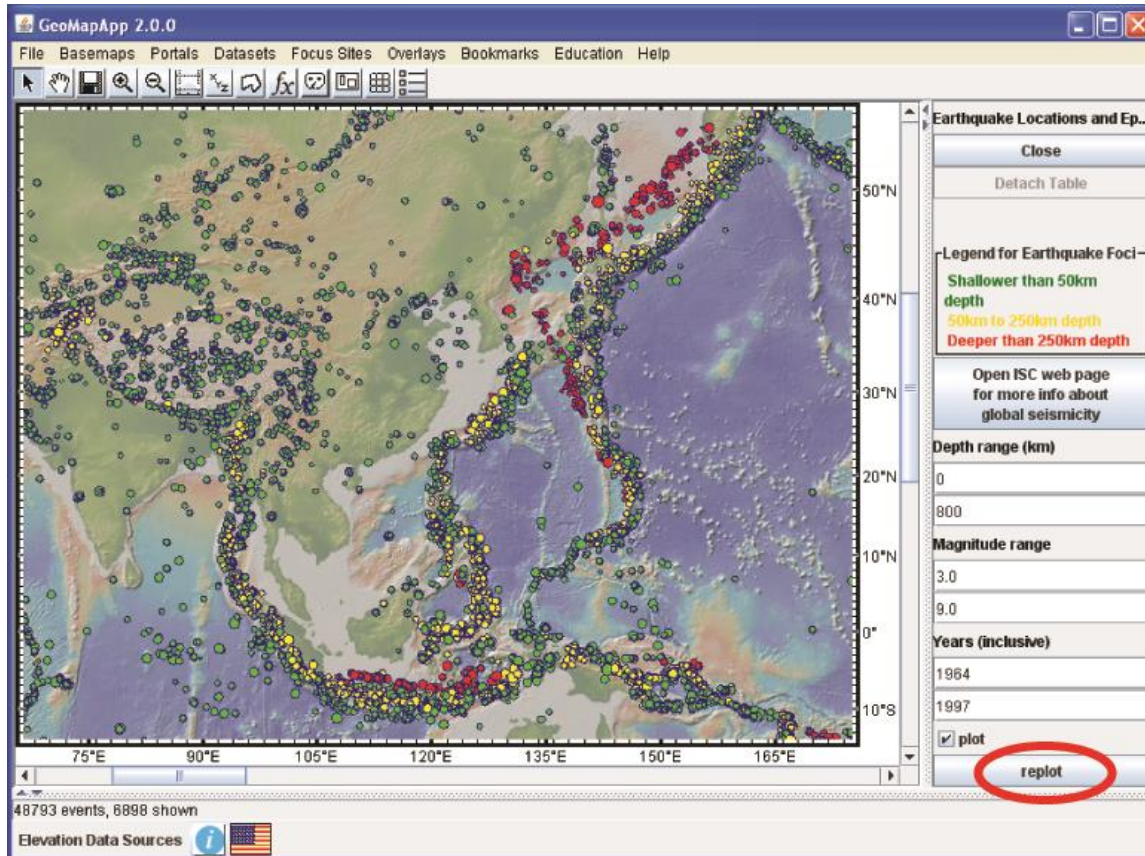 GeoMapApp 2.0.0
File Basemaps Portals Datasets Focus Sites Overlays Bookmarks Education Help
Earthquake Locations and Ep..
Close
Detach Table
Legend for Earthquake Foci
Shallower than 50km
depth
50km to 250km depth
Deeper than 250km depth
Open ISC web page
for more info about
global seismicity
Depth range (km)
0
800
Magnitude range
3.0
9.0
Years (inclusive)
1964
1997
plot
replot
50°N
40°N
30°N
20°N
10°N
0°
10°S
75°E 90°E 105°E 120°E 135°E 150°E 165°E
48793 events, 6898 shown
Elevation Data Sources